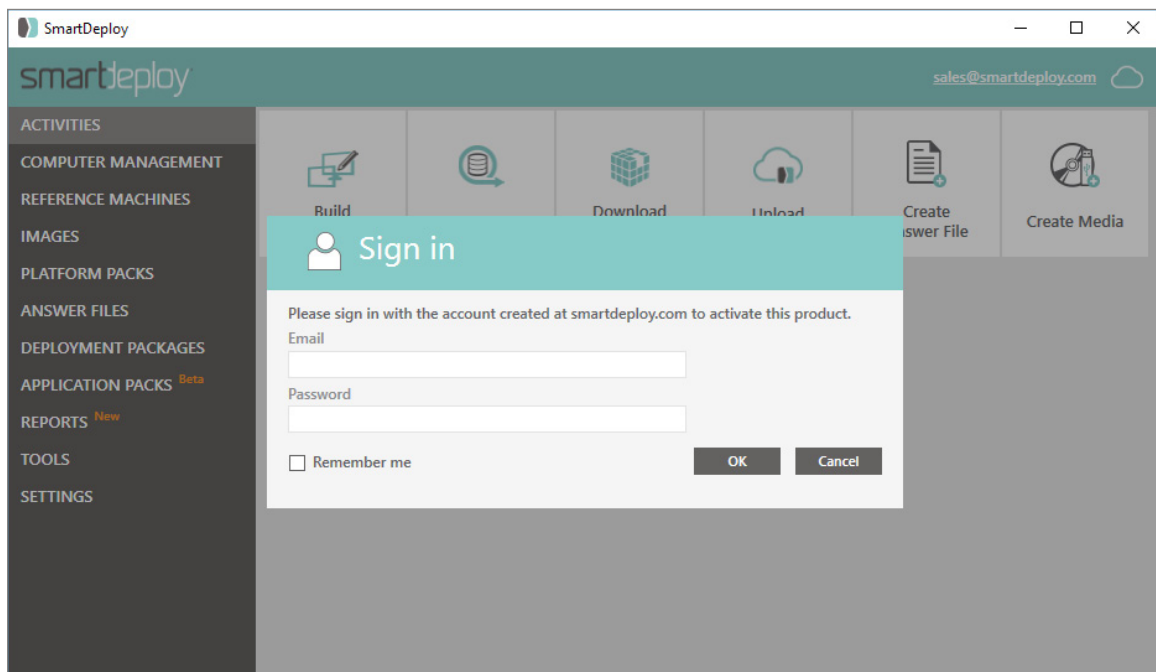 SmartDeploy
smartdeploy
sales@smartdeploy.com
ACTIVITIES
COMPUTER MANAGEMENT
REFERENCE MACHINES
IMAGES
PLATFORM PACKS
ANSWER FILES
DEPLOYMENT PACKAGES
APPLICATION PACKS Beta
REPORTS New
TOOLS
SETTINGS
Build
Download
Upload
Create
swer File
Create Media
Sign in
Please sign in with the account created at smartdeploy.com to activate this product.
Email
Password
Remember me
OK
Cancel